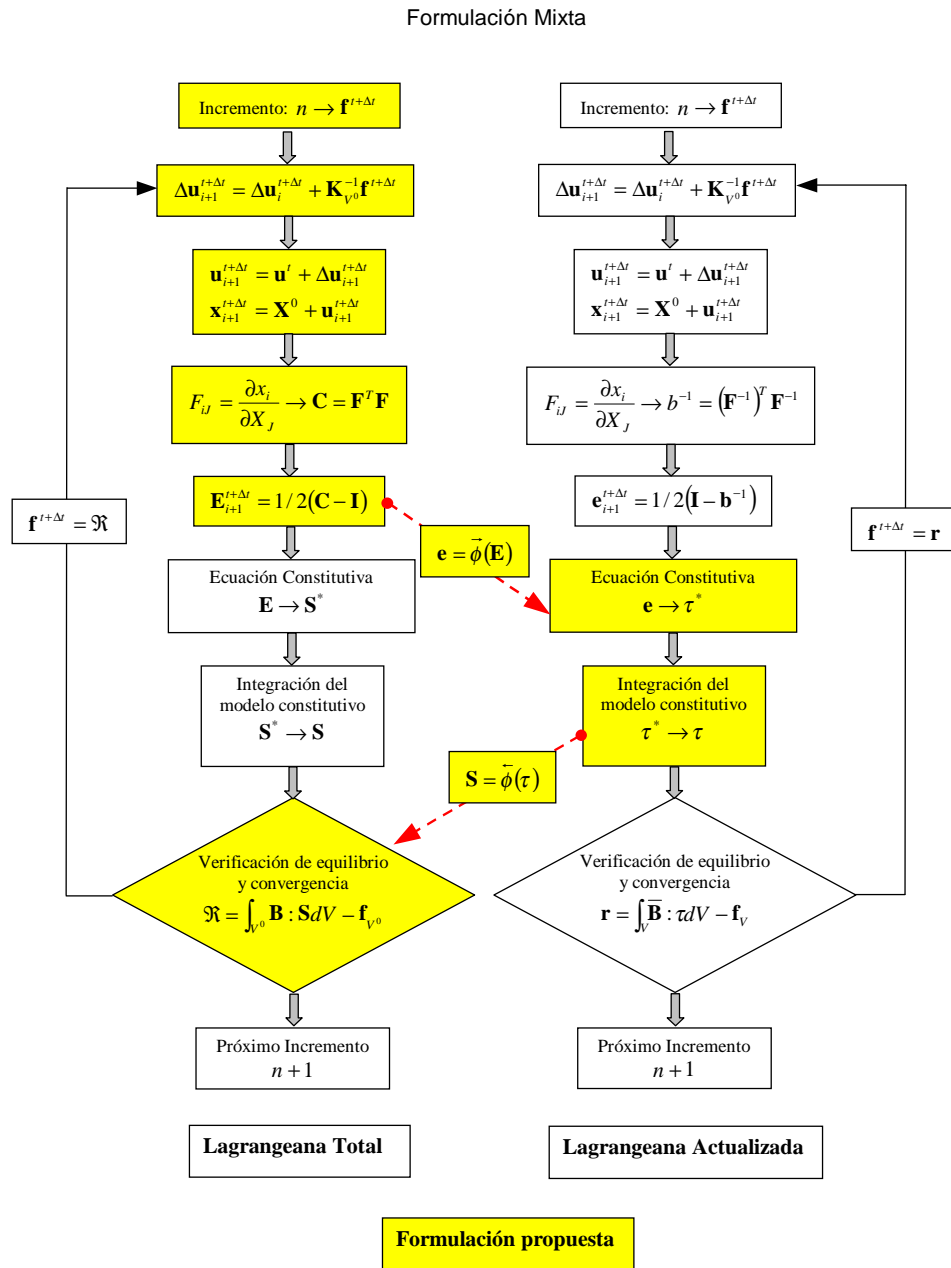 Formulación Mixta
Incremento: n → f^{t+Δt}
Δu_{i+1}^{t+Δt} = Δu_i^{t+Δt} + K_{V^0}^{-1} f^{t+Δt}
u_{i+1}^{t+Δt} = u^t + Δu_{i+1}^{t+Δt}
x_{i+1}^{t+Δt} = X^0 + u_{i+1}^{t+Δt}
F_{iJ} = ∂x_i / ∂X_J → C = F^T F
E_{i+1}^{t+Δt} = 1/2(C − I)
f^{t+Δt} = ℜ
Ecuación Constitutiva
E → S^*
Integración del
modelo constitutivo
S^* → S
Verificación de equilibrio
y convergencia
ℜ = ∫_{V^0} B : S dV − f_{V^0}
Próximo Incremento
n + 1
Lagrangeana Total
e = \vec{ϕ}(E)
S = \overleftarrow{ϕ}(τ)
Incremento: n → f^{t+Δt}
Δu_{i+1}^{t+Δt} = Δu_i^{t+Δt} + K_{V^0}^{-1} f^{t+Δt}
u_{i+1}^{t+Δt} = u^t + Δu_{i+1}^{t+Δt}
x_{i+1}^{t+Δt} = X^0 + u_{i+1}^{t+Δt}
F_{iJ} = ∂x_i / ∂X_J → b^{-1} = (F^{-1})^T F^{-1}
e_{i+1}^{t+Δt} = 1/2(I − b^{-1})
f^{t+Δt} = r
Ecuación Constitutiva
e → τ^*
Integración del
modelo constitutivo
τ^* → τ
Verificación de equilibrio
y convergencia
r = ∫_V \overline{B} : τ dV − f_V
Próximo Incremento
n + 1
Lagrangeana Actualizada
Formulación propuesta